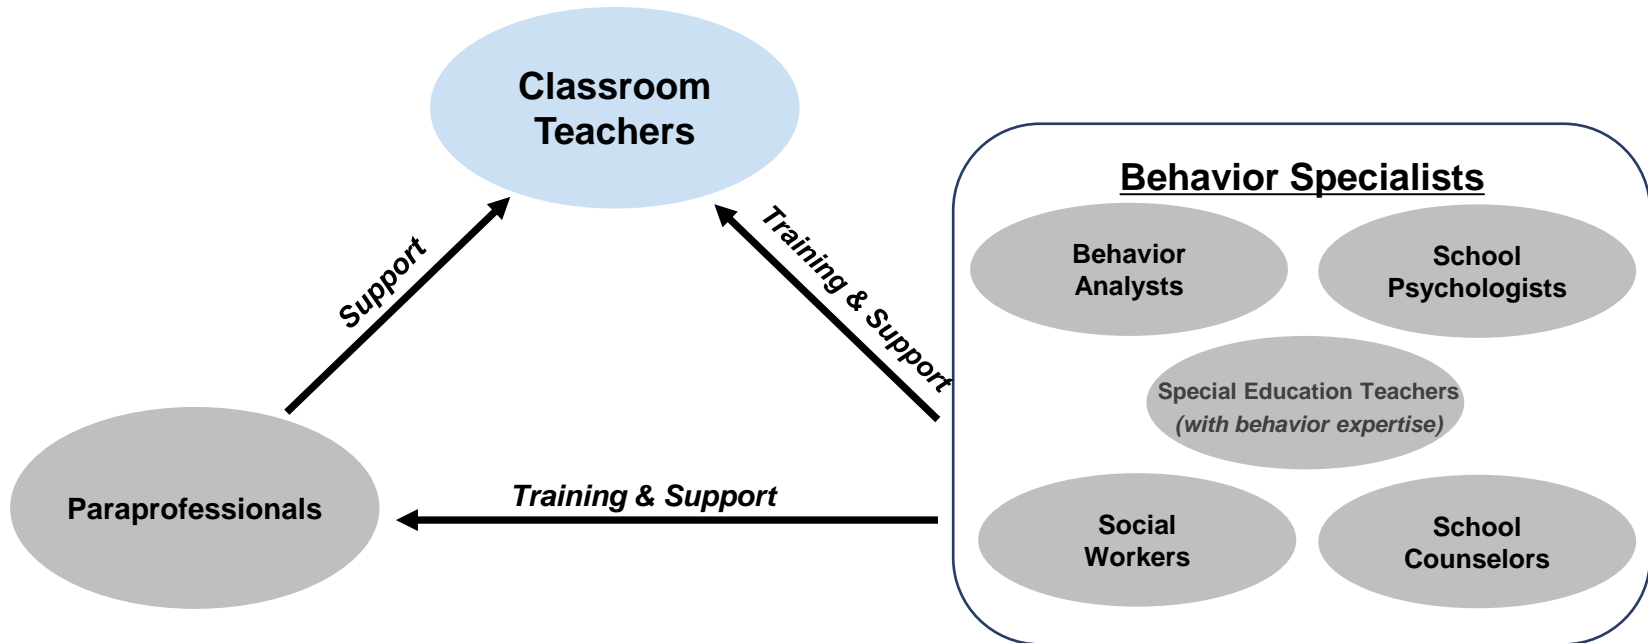 Classroom
Teachers
Support
Training & Support
Training & Support
Paraprofessionals
Behavior Specialists
Behavior
Analysts
School
Psychologists
Special Education Teachers
(with behavior expertise)
Social
Workers
School
Counselors